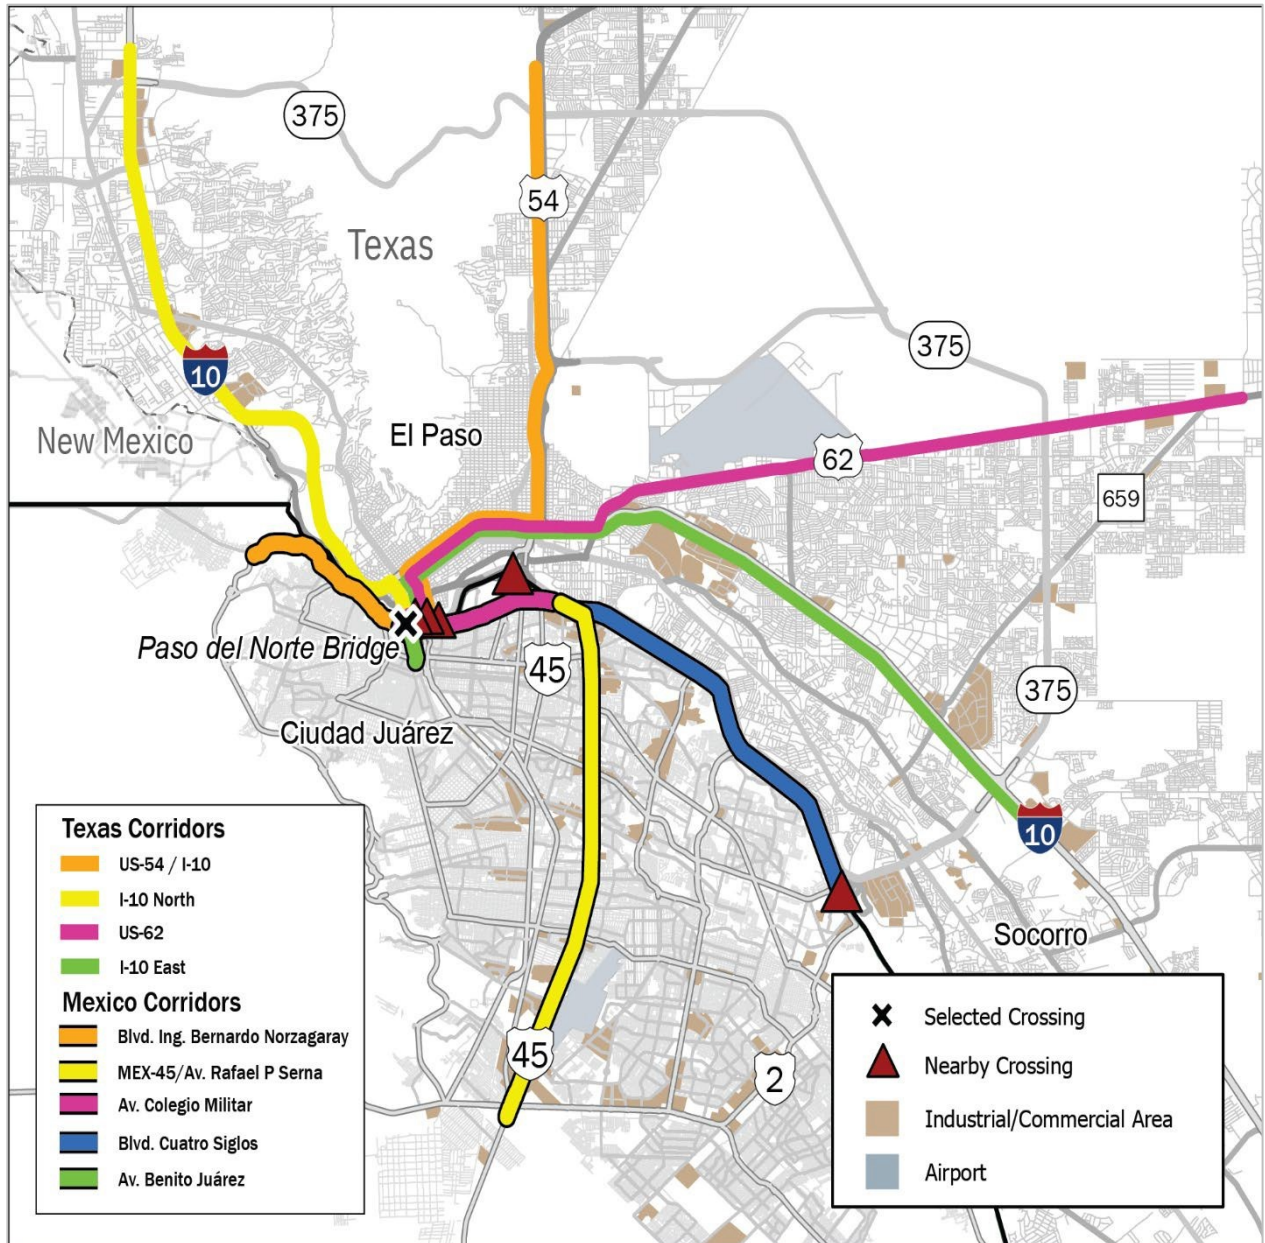 375
54
Texas
375
10
El Paso
New Mexico
62
659
Paso del Norte Bridge
45
375
Ciudad Juárez
10
Socorro
45
2
Texas Corridors
US-54 / I-10
I-10 North
US-62
I-10 East
Mexico Corridors
Blvd. Ing. Bernardo Norzagaray
MEX-45/Av. Rafael P Serna
Av. Colegio Militar
Blvd. Cuatro Siglos
Av. Benito Juárez
Selected Crossing
Nearby Crossing
Industrial/Commercial Area
Airport